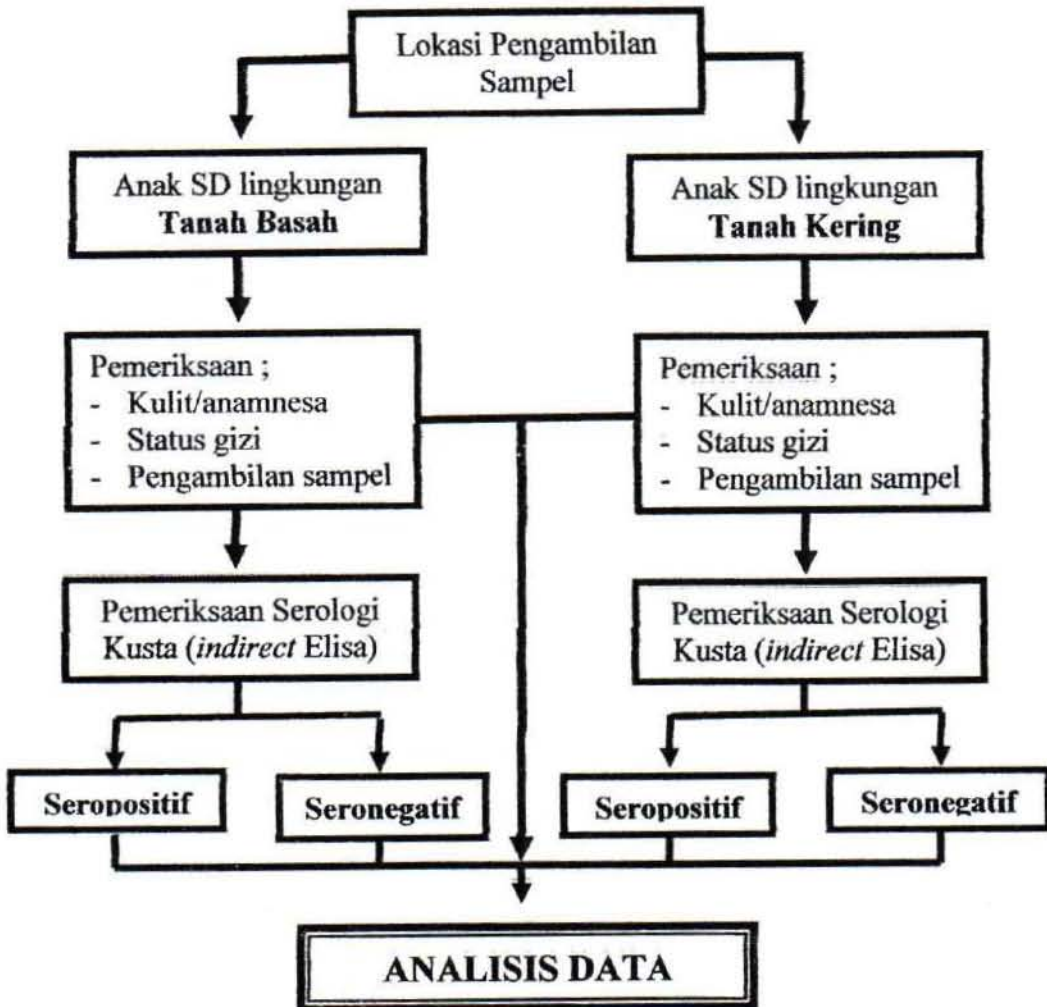 Lokasi Pengambilan
Sampel
Anak SD lingkungan
Tanah Basah
Anak SD lingkungan
Tanah Kering
Pemeriksaan ;
- Kulit/anamnesa
- Status gizi
- Pengambilan sampel
Pemeriksaan ;
- Kulit/anamnesa
- Status gizi
- Pengambilan sampel
Pemeriksaan Serologi
Kusta (indirect Elisa)
Pemeriksaan Serologi
Kusta (indirect Elisa)
Seropositif
Seronegatif
Seropositif
Seronegatif
ANALISIS DATA